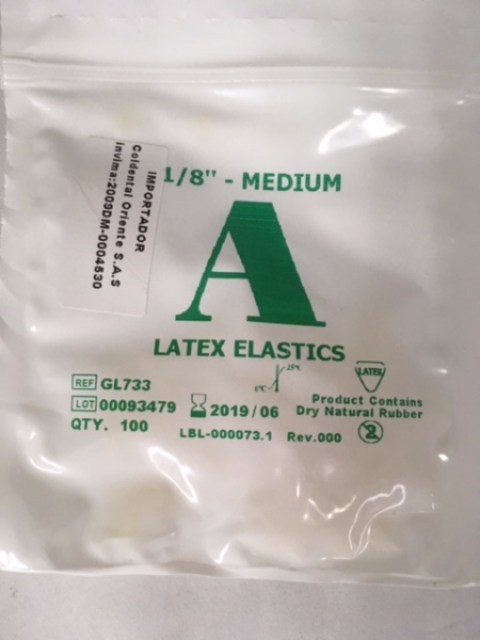 IMPORTADOR
Coldental Oriente S.A.S
Invima:2009DM-0004530
1/8" - MEDIUM
A
LATEX ELASTICS
LATEX
REF GL733
LOT 00093479
2019/06
QTY. 100
Product Contains
Dry Natural Rubber
LBL-000073.1 Rev.000
2